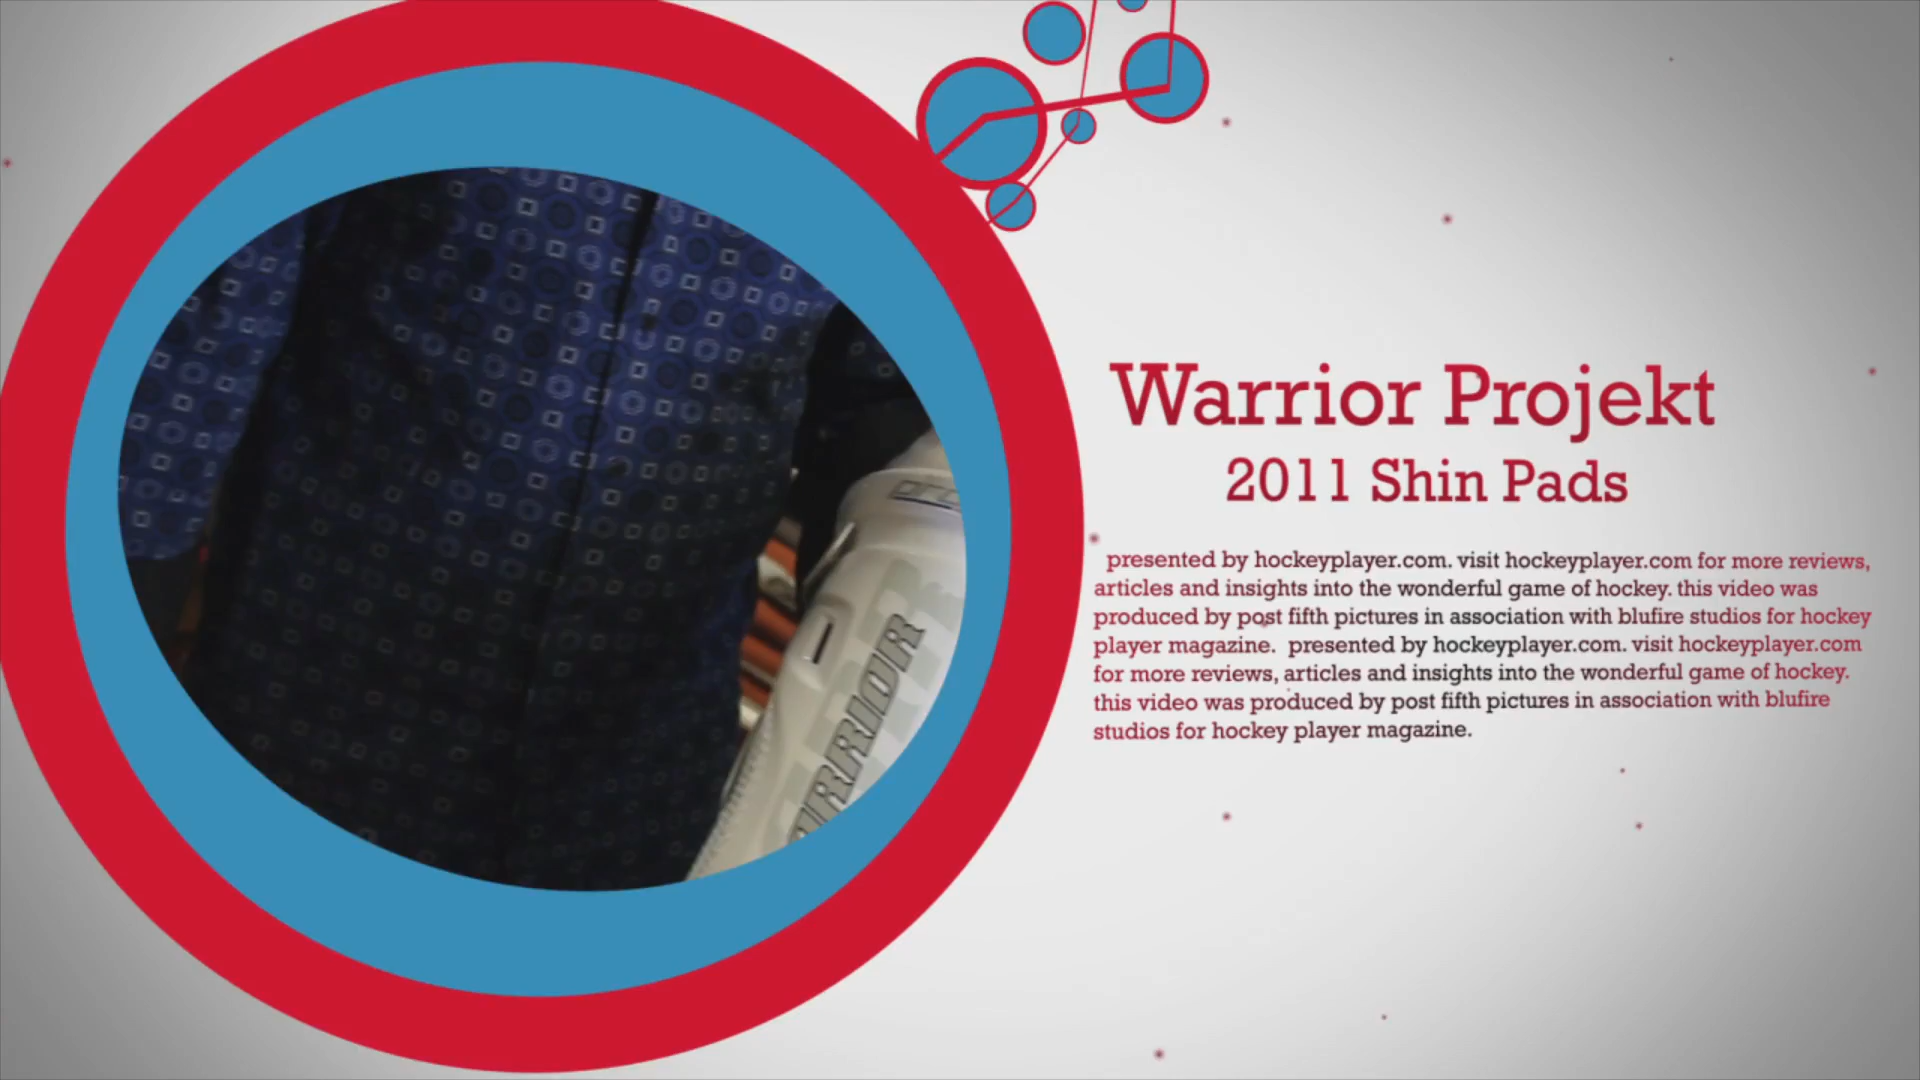 Warrior Projekt
2011 Shin Pads
presented by hockeyplayer.com. visit hockeyplayer.com for more reviews,
articles and insights into the wonderful game of hockey. this video was
produced by post fifth pictures in association with blufire studios for hockey
player magazine. presented by hockeyplayer.com. visit hockeyplayer.com
for more reviews, articles and insights into the wonderful game of hockey.
this video was produced by post fifth pictures in association with blufire
studios for hockey player magazine.
WARRIOR